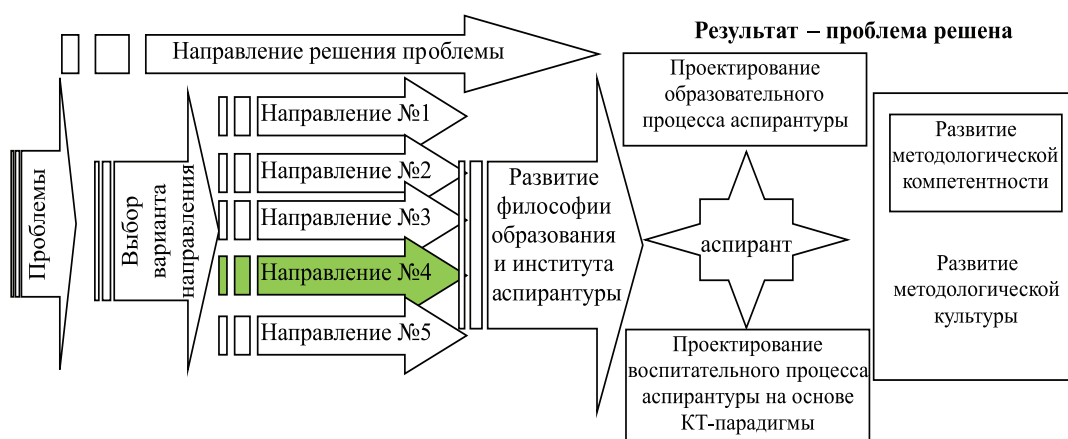 Направление решения проблемы
Результат – проблема решена
Проблемы
Выбор
варианта
направления
Направление №1
Направление №2
Направление №3
Направление №4
Направление №5
Развитие
философии
образования
и института
аспирантуры
Проектирование
образовательного
процесса аспирантуры
аспирант
Проектирование
воспитательного процесса
аспирантуры на основе
КТ-парадигмы
Развитие
методологической
компетентности
Развитие
методологической
культуры